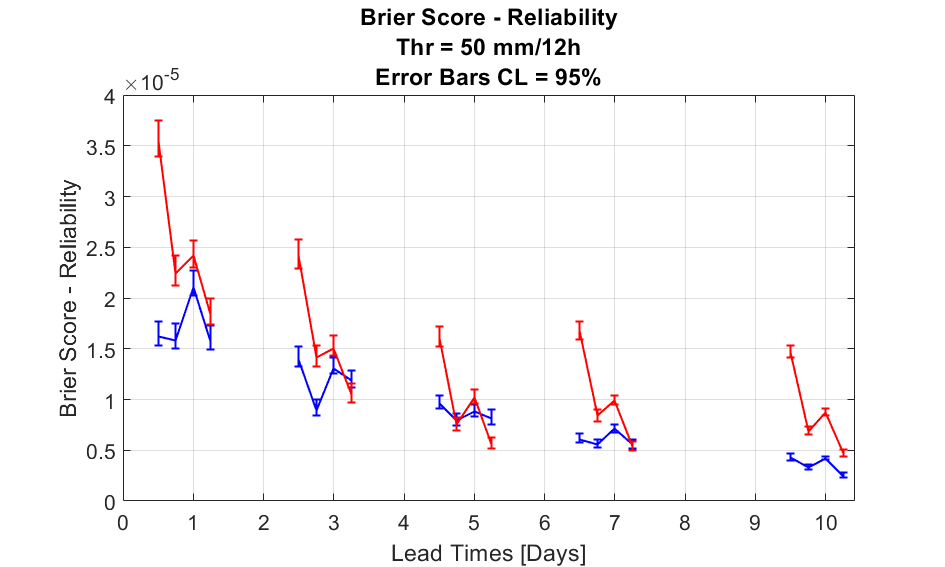 Brier Score - Reliability
Thr = 50 mm/12h
Error Bars CL = 95%
×10⁻⁵
4
3.5
3
2.5
2
1.5
1
0.5
0
Brier Score - Reliability
0 1 2 3 4 5 6 7 8 9 10
Lead Times [Days]